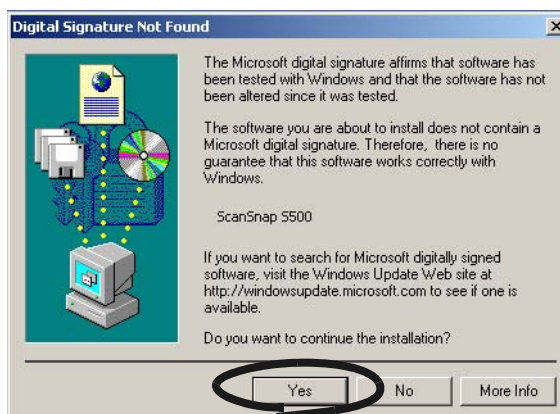 Digital Signature Not Found
The Microsoft digital signature affirms that software has
been tested with Windows and that the software has not
been altered since it was tested.
The software you are about to install does not contain a
Microsoft digital signature. Therefore, there is no
guarantee that this software works correctly with
Windows.
ScanSnap S500
If you want to search for Microsoft digitally signed
software, visit the Windows Update Web site at
http://windowsupdate.microsoft.com to see if one is
available.
Do you want to continue the installation?
Yes No More Info